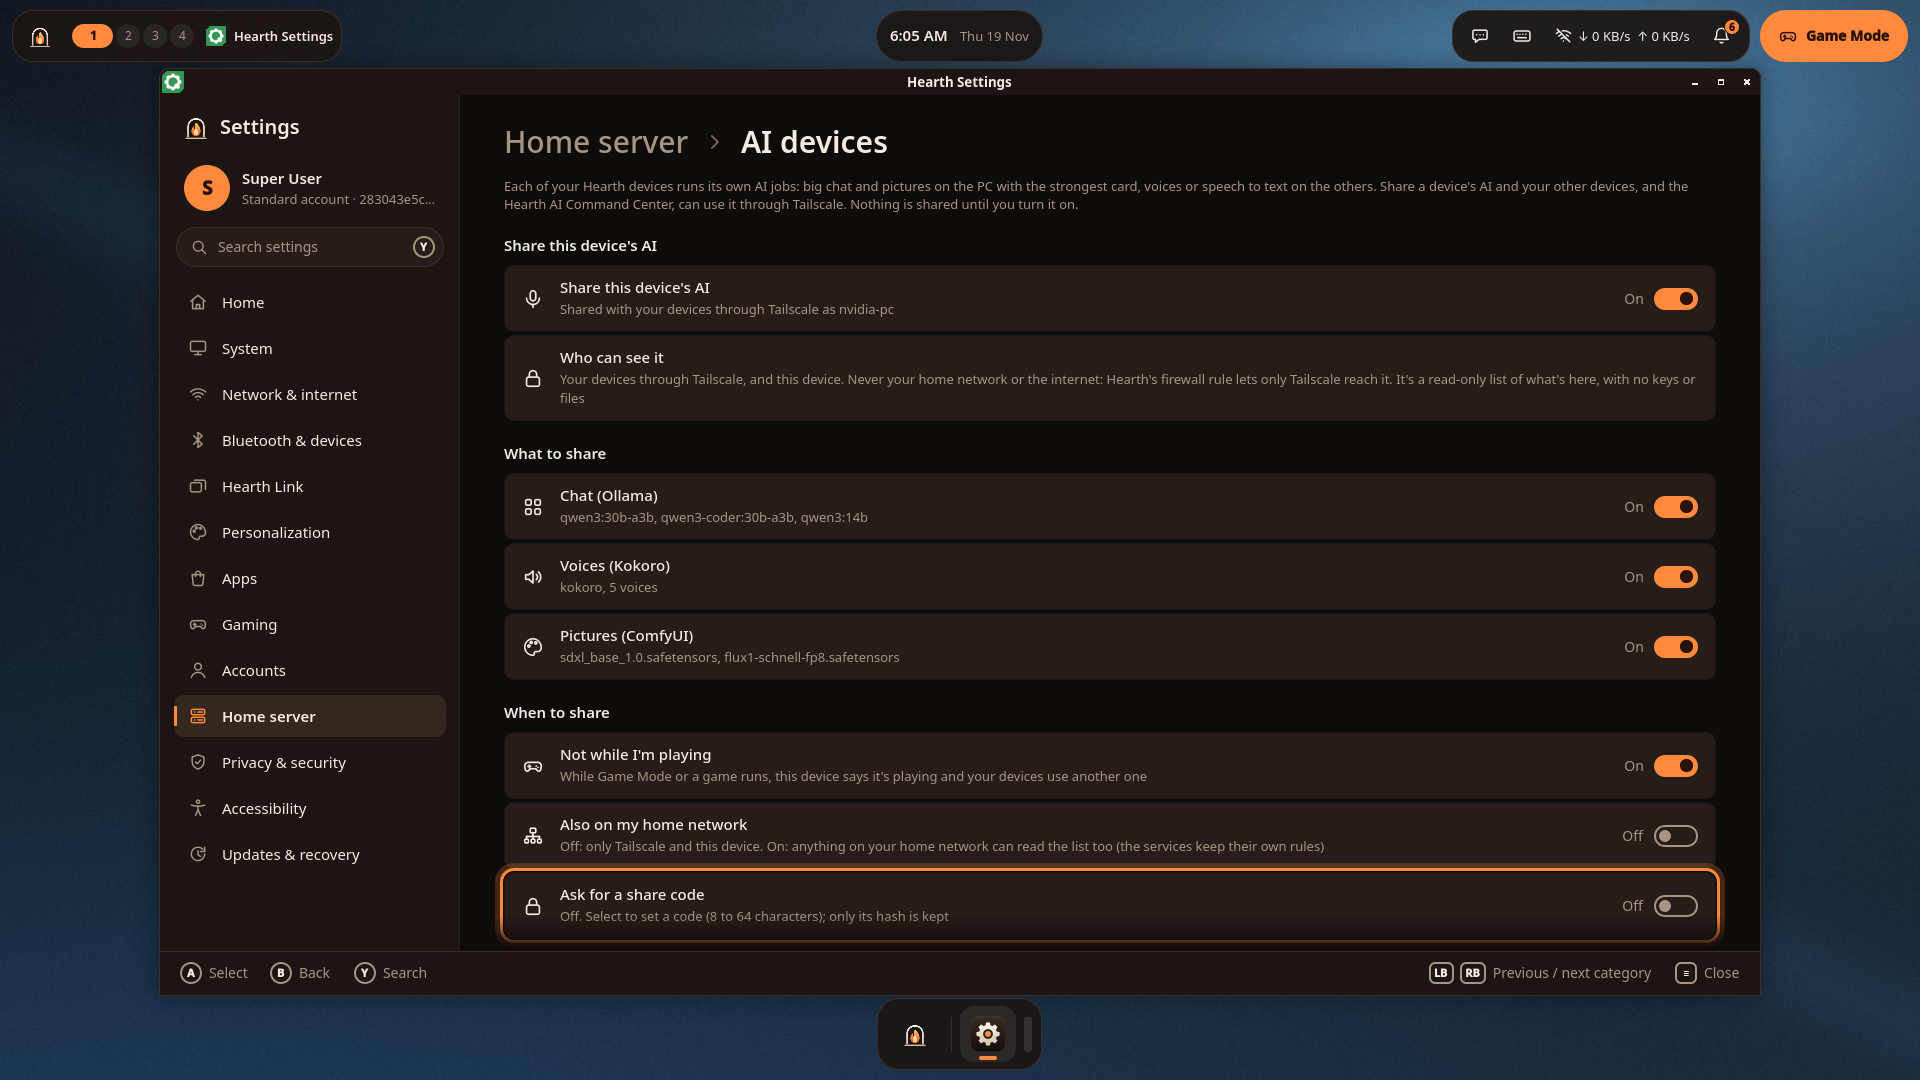 1 2 3 4 Hearth Settings
6:05 AM Thu 19 Nov
↓ 0 KB/s ↑ 0 KB/s 6
Game Mode
Hearth Settings
Settings
S
Super User
Standard account · 283043e5c...
Search settings Y
Home
System
Network & internet
Bluetooth & devices
Hearth Link
Personalization
Apps
Gaming
Accounts
Home server
Privacy & security
Accessibility
Updates & recovery
Home server > AI devices
Each of your Hearth devices runs its own AI jobs: big chat and pictures on the PC with the strongest card, voices or speech to text on the others. Share a device's AI and your other devices, and the
Hearth AI Command Center, can use it through Tailscale. Nothing is shared until you turn it on.
Share this device's AI
Share this device's AI
Shared with your devices through Tailscale as nvidia-pc
On
Who can see it
Your devices through Tailscale, and this device. Never your home network or the internet: Hearth's firewall rule lets only Tailscale reach it. It's a read-only list of what's here, with no keys or
files
What to share
Chat (Ollama)
qwen3:30b-a3b, qwen3-coder:30b-a3b, qwen3:14b
On
Voices (Kokoro)
kokoro, 5 voices
On
Pictures (ComfyUI)
sdxl_base_1.0.safetensors, flux1-schnell-fp8.safetensors
On
When to share
Not while I'm playing
While Game Mode or a game runs, this device says it's playing and your devices use another one
On
Also on my home network
Off: only Tailscale and this device. On: anything on your home network can read the list too (the services keep their own rules)
Off
Ask for a share code
Off. Select to set a code (8 to 64 characters); only its hash is kept
Off
A Select B Back Y Search
LB RB Previous / next category ≡ Close